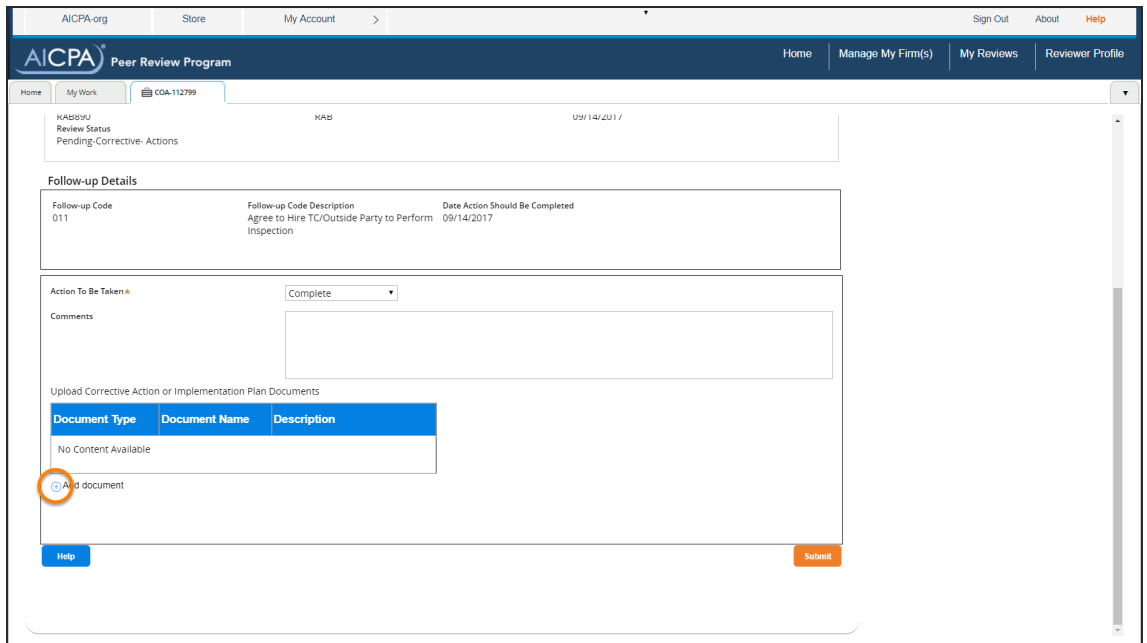 AICPA-org Store My Account > Sign Out About Help
AICPA Peer Review Program Home Manage My Firm(s) My Reviews Reviewer Profile
Home My Work COA-112799
RAB890 RAB 09/14/2017
Review Status
Pending-Corrective- Actions
Follow-up Details
Follow-up Code Follow-up Code Description Date Action Should Be Completed
011 Agree to Hire TC/Outside Party to Perform 09/14/2017
Inspection
Action To Be Taken* Complete
Comments
Upload Corrective Action or Implementation Plan Documents
Document Type Document Name Description
No Content Available
Add document
Help Submit